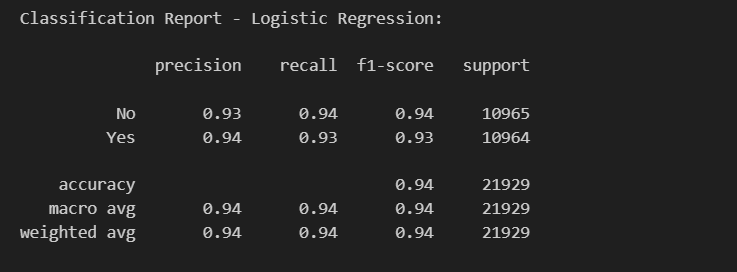 Classification Report - Logistic Regression:
precision recall f1-score support
No 0.93 0.94 0.94 10965
Yes 0.94 0.93 0.93 10964
accuracy 0.94 21929
macro avg 0.94 0.94 0.94 21929
weighted avg 0.94 0.94 0.94 21929